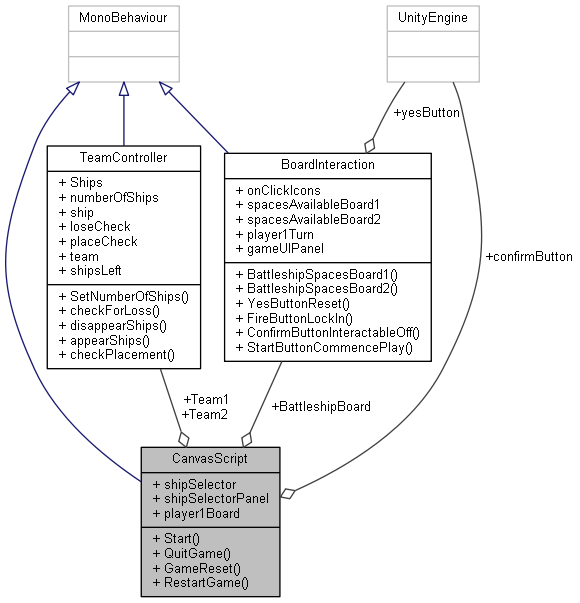 MonoBehaviour
UnityEngine
+yesButton
TeamController
+ Ships
+ numberOfShips
+ ship
+ loseCheck
+ placeCheck
+ team
+ shipsLeft
+ SetNumberOfShips()
+ checkForLoss()
+ disappearShips()
+ appearShips()
+ checkPlacement()
BoardInteraction
+ onClickIcons
+ spacesAvailableBoard1
+ spacesAvailableBoard2
+ player1Turn
+ gameUIPanel
+ BattleshipSpacesBoard1()
+ BattleshipSpacesBoard2()
+ YesButtonReset()
+ FireButtonLockIn()
+ ConfirmButtonInteractableOff()
+ StartButtonCommencePlay()
+confirmButton
+Team1
+Team2
+BattleshipBoard
CanvasScript
+ shipSelector
+ shipSelectorPanel
+ player1Board
+ Start()
+ QuitGame()
+ GameReset()
+ RestartGame()